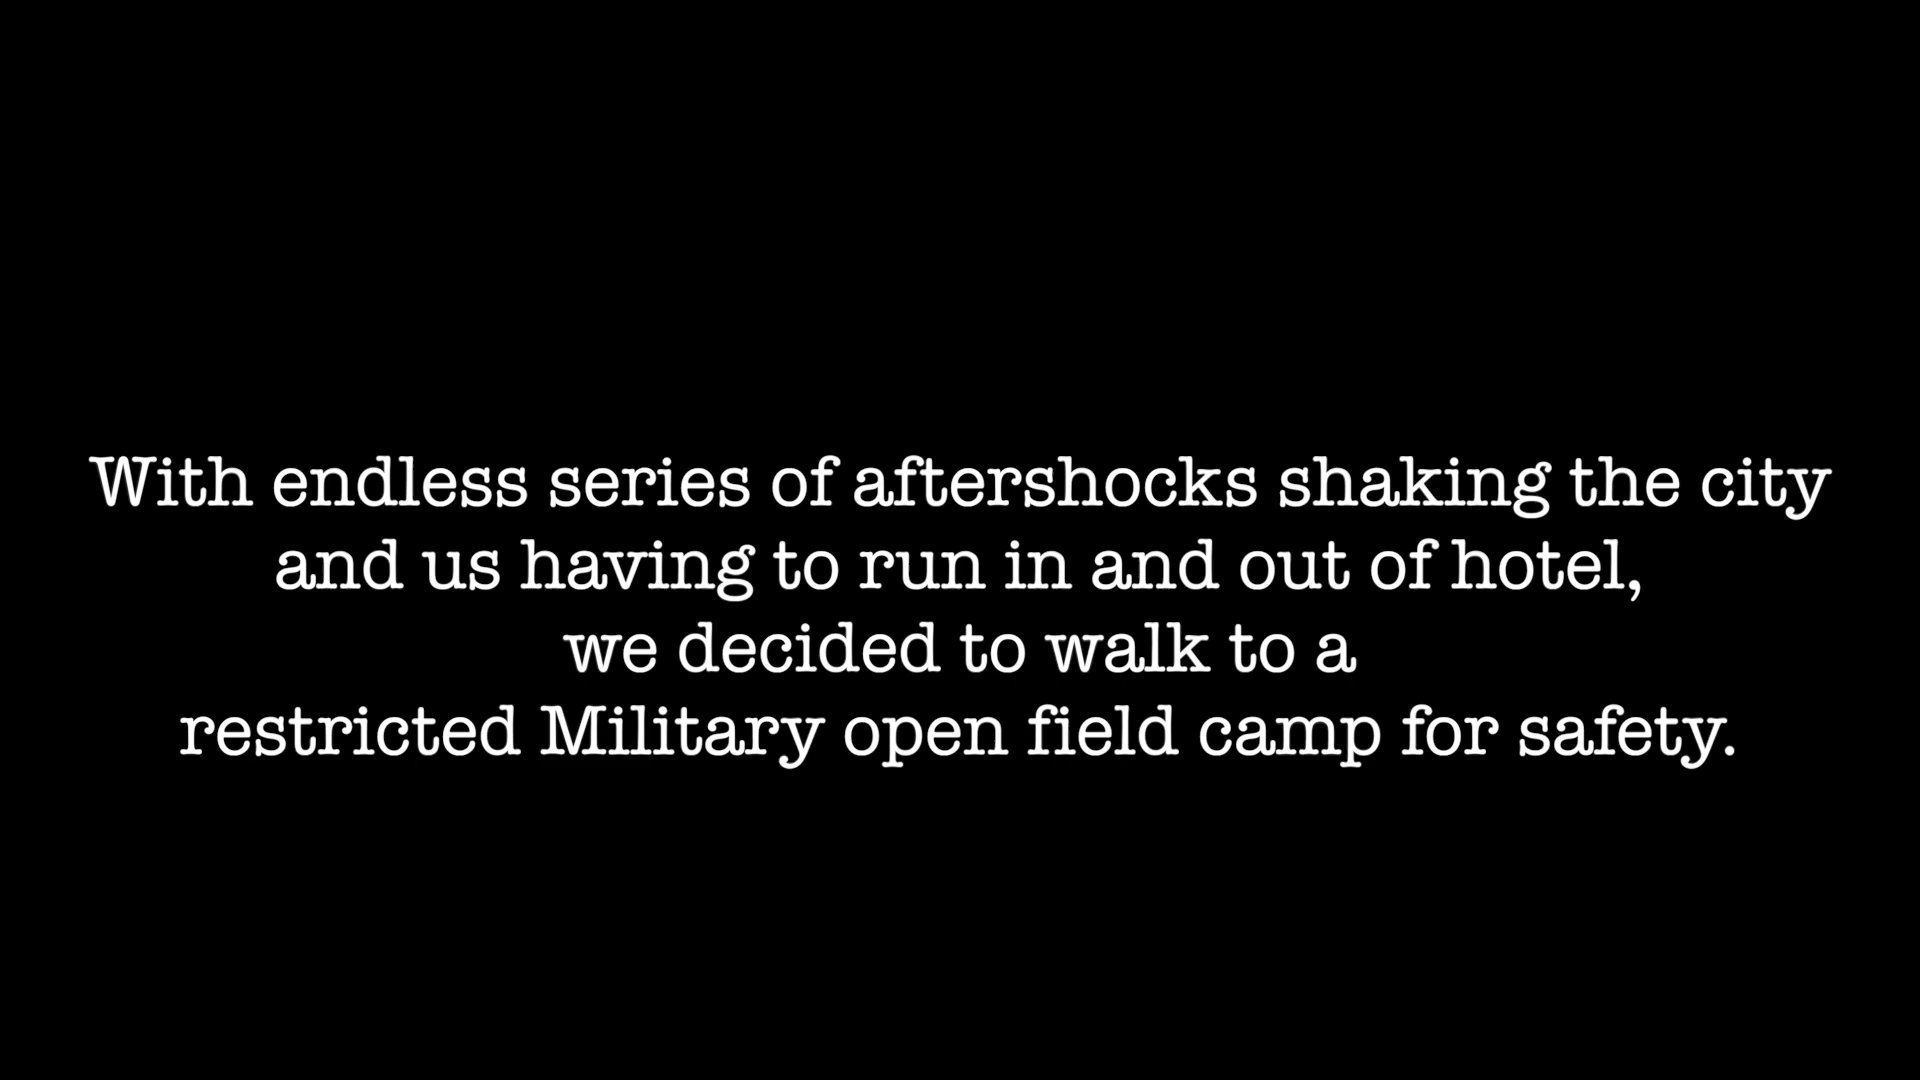 With endless series of aftershocks shaking the city
and us having to run in and out of hotel,
we decided to walk to a
restricted Military open field camp for safety.